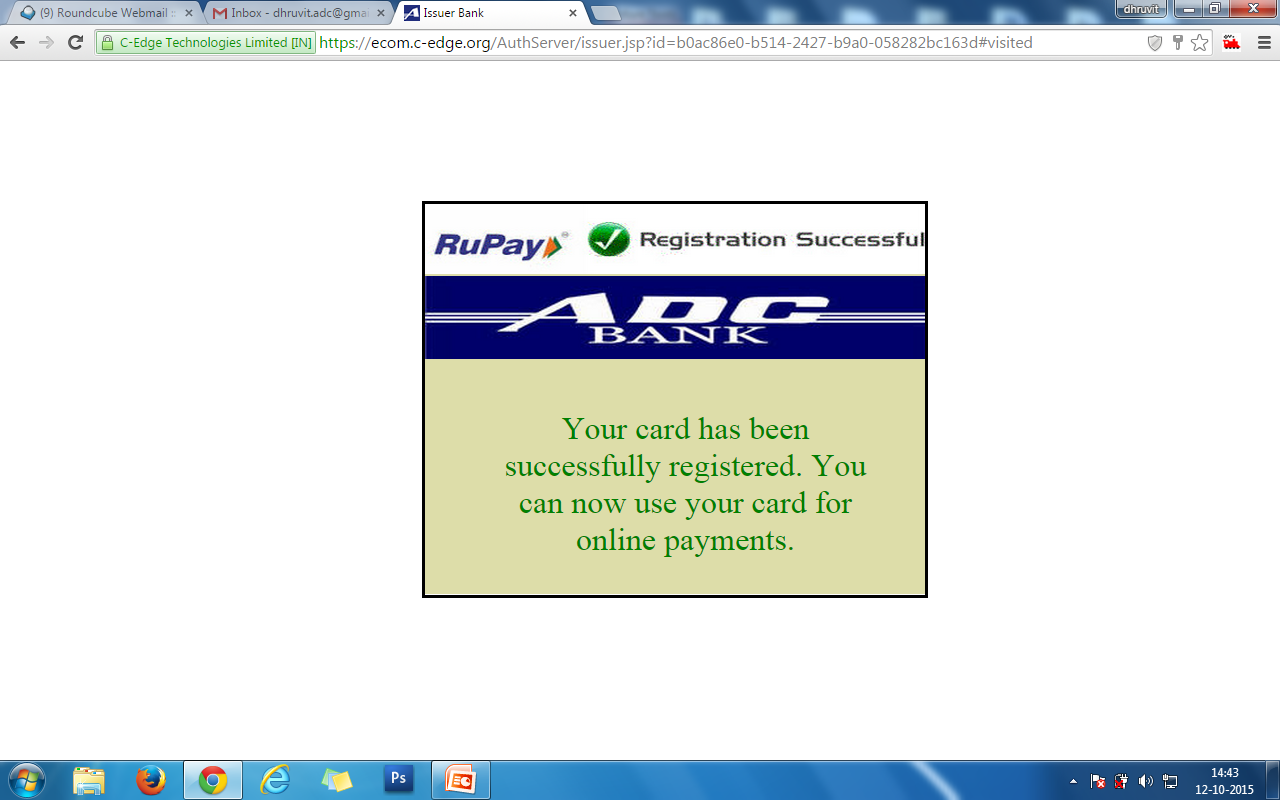 (9) Roundcube Webmail ::
Inbox - dhruvit.adc@gmai
Issuer Bank
dhruvit
C-Edge Technologies Limited [IN]
https://ecom.c-edge.org/AuthServer/issuer.jsp?id=b0ac86e0-b514-2427-b9a0-058282bc163d#visited
RuPay Registration Successful
ADC
BANK
Your card has been
successfully registered. You
can now use your card for
online payments.
Ps
14:43
12-10-2015